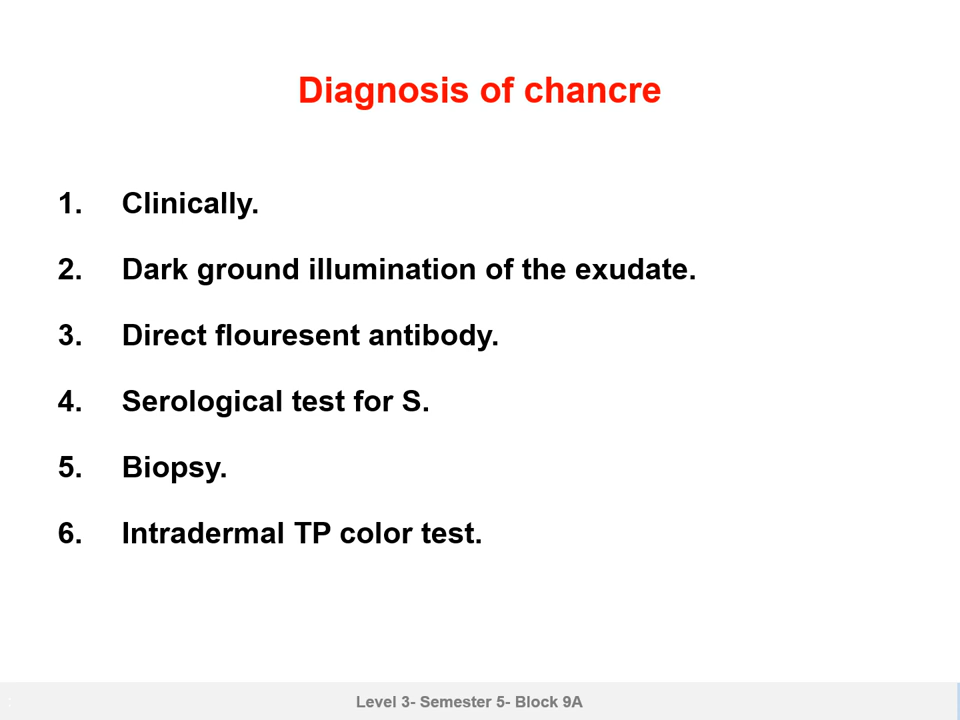 Diagnosis of chancre
1. Clinically.
2. Dark ground illumination of the exudate.
3. Direct flouresent antibody.
4. Serological test for S.
5. Biopsy.
6. Intradermal TP color test.
Level 3- Semester 5- Block 9A